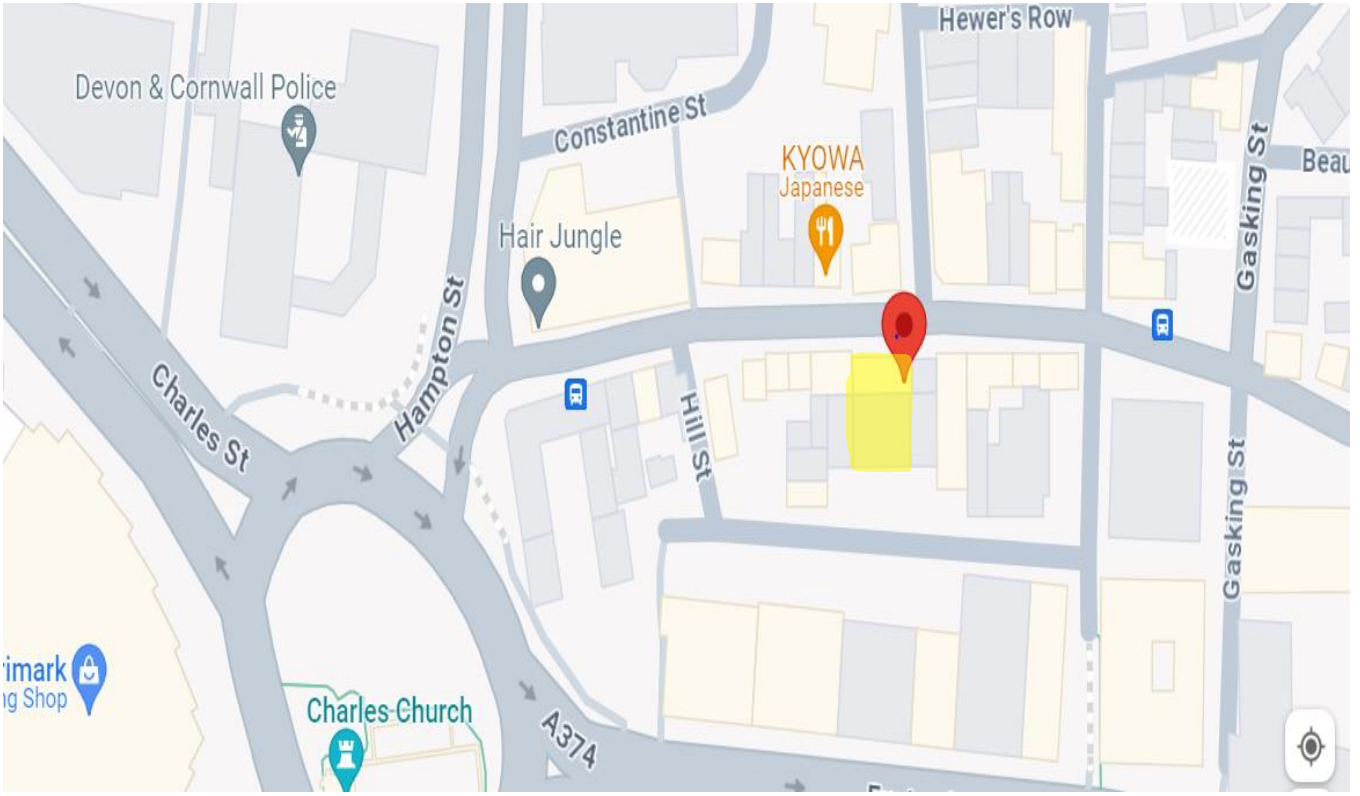 Hewer's Row
Devon & Cornwall Police
Constantine St
KYOWA
Japanese
Gasking St
Beau
Hair Jungle
Hampton St
Charles St
Hill St
Gasking St
rimark
ng Shop
Charles Church
A374